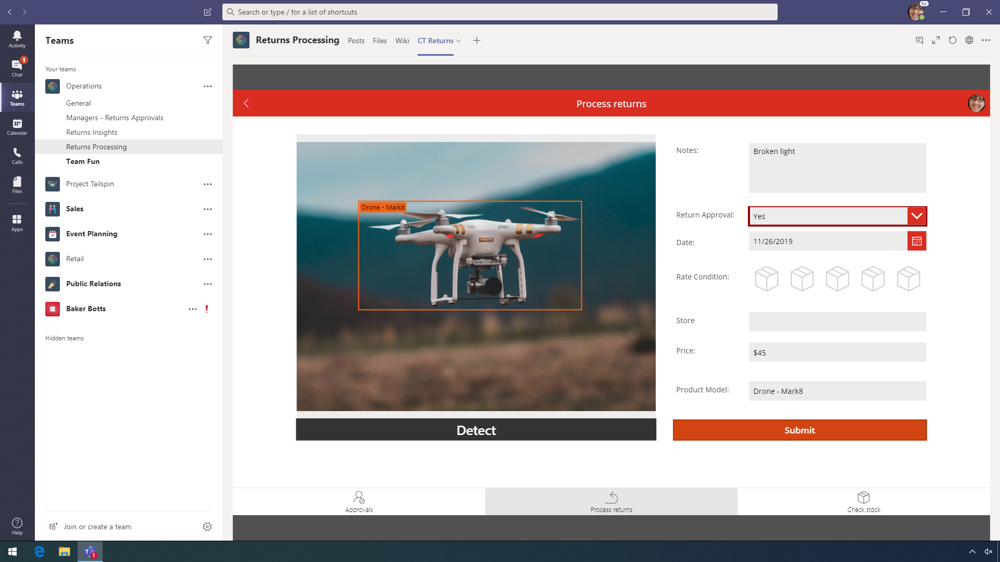 Search or type / for a list of shortcuts
R2
Activity
1
Chat
Teams
Calendar
Calls
Files
Apps
Help
Teams
Your teams
Operations
General
Managers - Returns Approvals
Returns Insights
Returns Processing
Team Fun
Project Tailspin
Sales
Event Planning
Retail
Public Relations
Baker Botts
Hidden teams
Join or create a team
Returns Processing
Posts
Files
Wiki
CT Returns
Process returns
Drone - Mark8
Detect
Notes:
Broken light
Return Approval:
Yes
Date:
11/26/2019
Rate Condition:
Store
Price:
$45
Product Model:
Drone - Mark8
Submit
Approvals
Process returns
Check stock
T
1